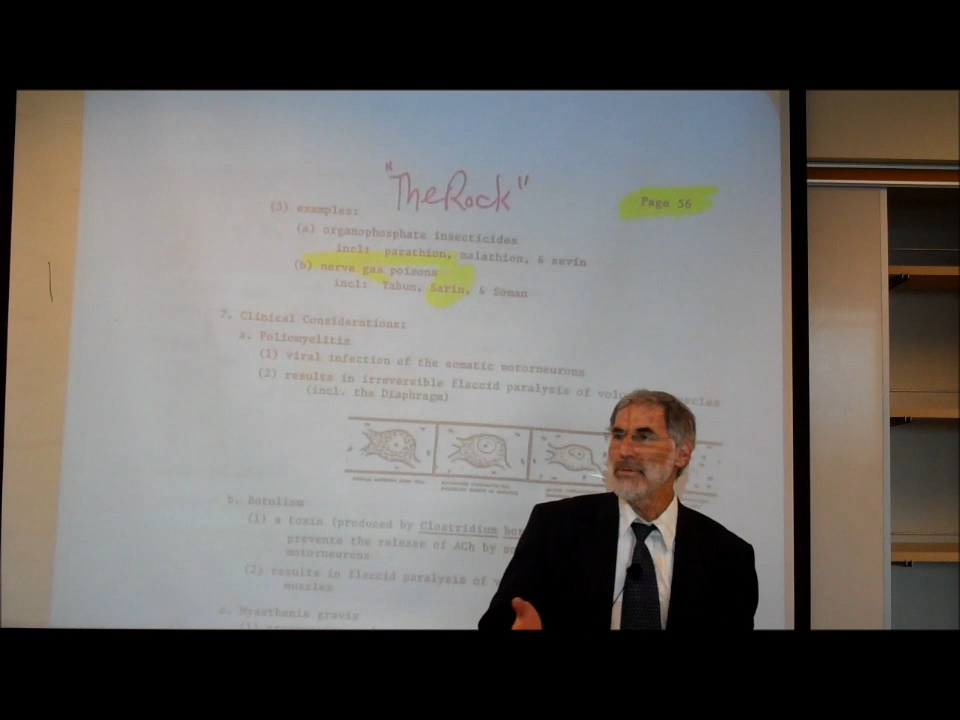 "The Rock"
Page 56
(3) examples:
(a) organophosphate insecticides
incl: parathion, malathion, & sevin
(b) nerve gas poisons
incl: Tabun, Sarin, & Soman
7. Clinical Considerations:
a. Poliomyelitis
(1) viral infection of the somatic motorneurons
(2) results in irreversible flaccid paralysis of
(incl. the Diaphragm)
b. Botulism
(1) a toxin (produced by Clostridium
prevents the release of ACh by
motorneurons
(2) results in flaccid paralysis of
muscles
c. Myasthenia gravis